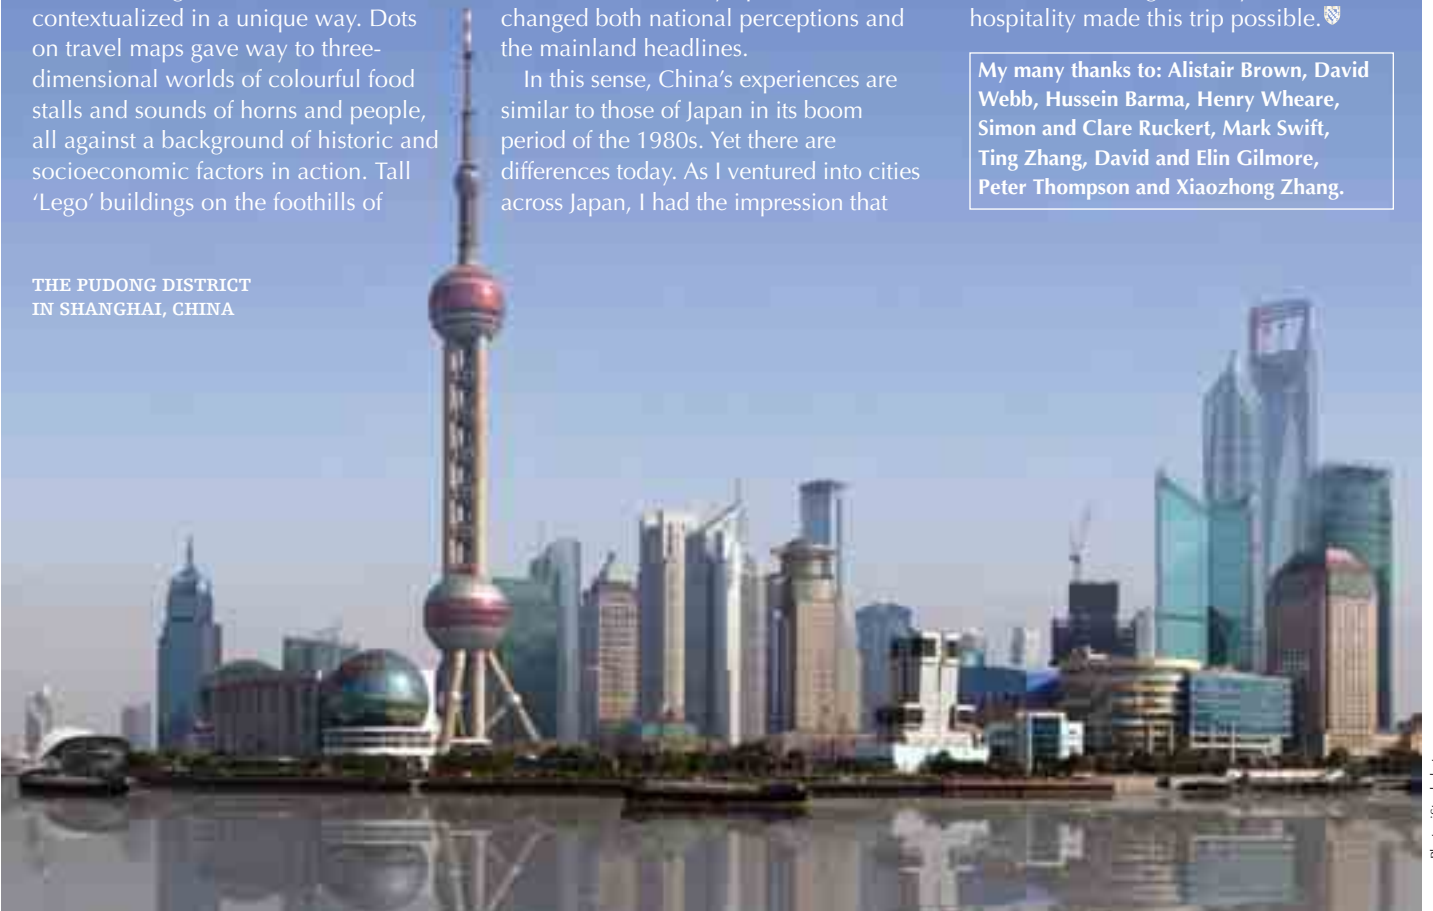 contextualized in a unique way. Dots
on travel maps gave way to three-
dimensional worlds of colourful food
stalls and sounds of horns and people,
all against a background of historic and
socioeconomic factors in action. Tall
‘Lego’ buildings on the foothills of
changed both national perceptions and
the mainland headlines.
In this sense, China’s experiences are
similar to those of Japan in its boom
period of the 1980s. Yet there are
differences today. As I ventured into cities
across Japan, I had the impression that
hospitality made this trip possible.
My many thanks to: Alistair Brown, David
Webb, Hussein Barma, Henry Wheare,
Simon and Clare Ruckert, Mark Swift,
Ting Zhang, David and Elin Gilmore,
Peter Thompson and Xiaozhong Zhang.
THE PUDONG DISTRICT
IN SHANGHAI, CHINA